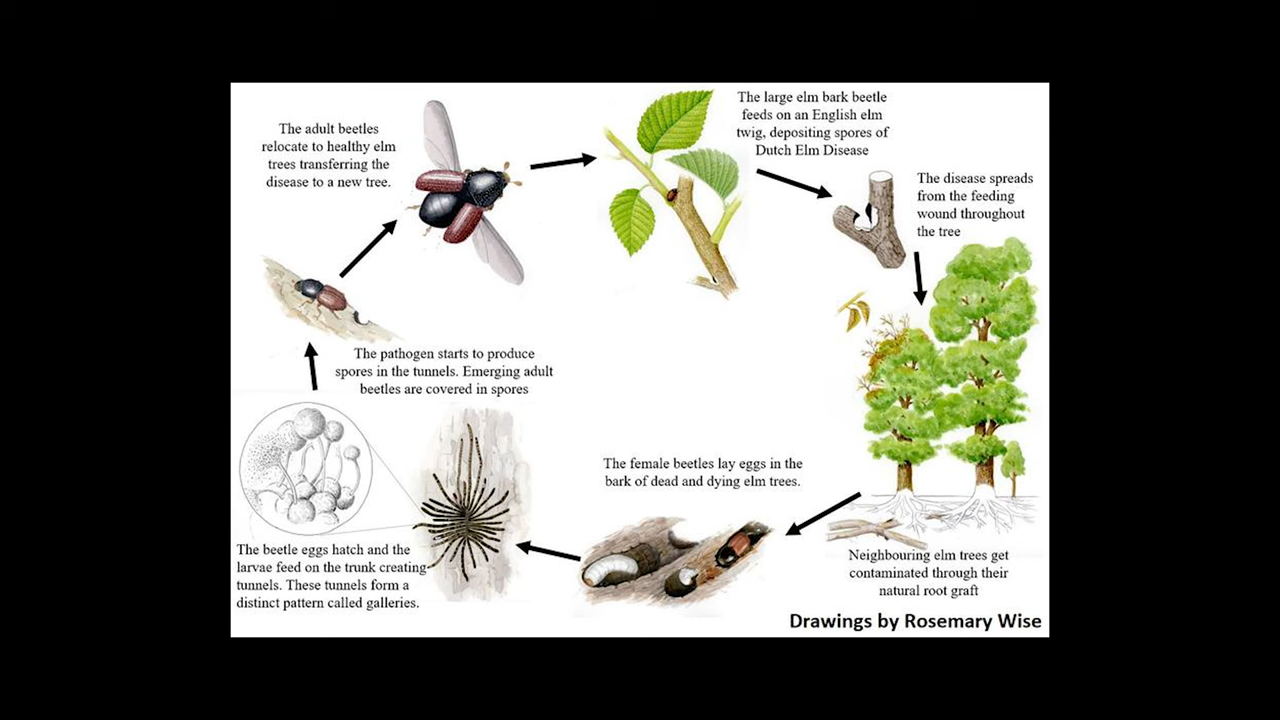 The adult beetles
relocate to healthy elm
trees transferring the
disease to a new tree.
The large elm bark beetle
feeds on an English elm
twig, depositing spores of
Dutch Elm Disease
The disease spreads
from the feeding
wound throughout
the tree
Neighbouring elm trees get
contaminated through their
natural root graft
The female beetles lay eggs in the
bark of dead and dying elm trees.
The beetle eggs hatch and the
larvae feed on the trunk creating
tunnels. These tunnels form a
distinct pattern called galleries.
The pathogen starts to produce
spores in the tunnels. Emerging adult
beetles are covered in spores
Drawings by Rosemary Wise